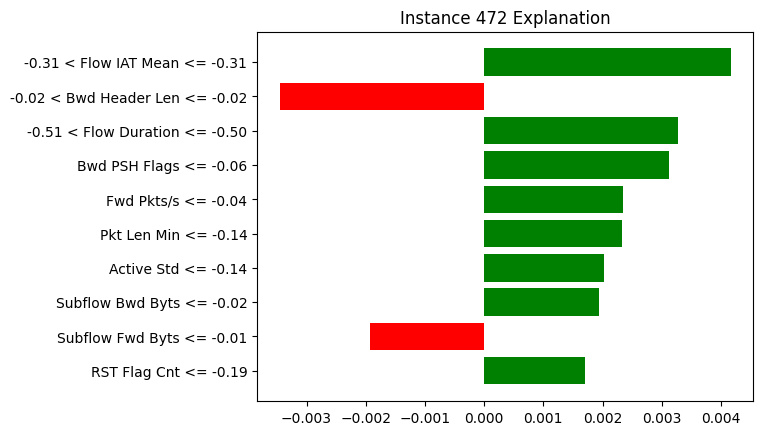 Instance 472 Explanation
-0.31 < Flow IAT Mean <= -0.31
-0.02 < Bwd Header Len <= -0.02
-0.51 < Flow Duration <= -0.50
Bwd PSH Flags <= -0.06
Fwd Pkts/s <= -0.04
Pkt Len Min <= -0.14
Active Std <= -0.14
Subflow Bwd Byts <= -0.02
Subflow Fwd Byts <= -0.01
RST Flag Cnt <= -0.19
−0.003 −0.002 −0.001 0.000 0.001 0.002 0.003 0.004